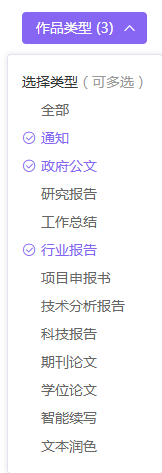 作品类型 (3)
选择类型（可多选）
全部
通知
政府公文
研究报告
工作总结
行业报告
项目申报书
技术分析报告
科技报告
期刊论文
学位论文
智能续写
文本润色